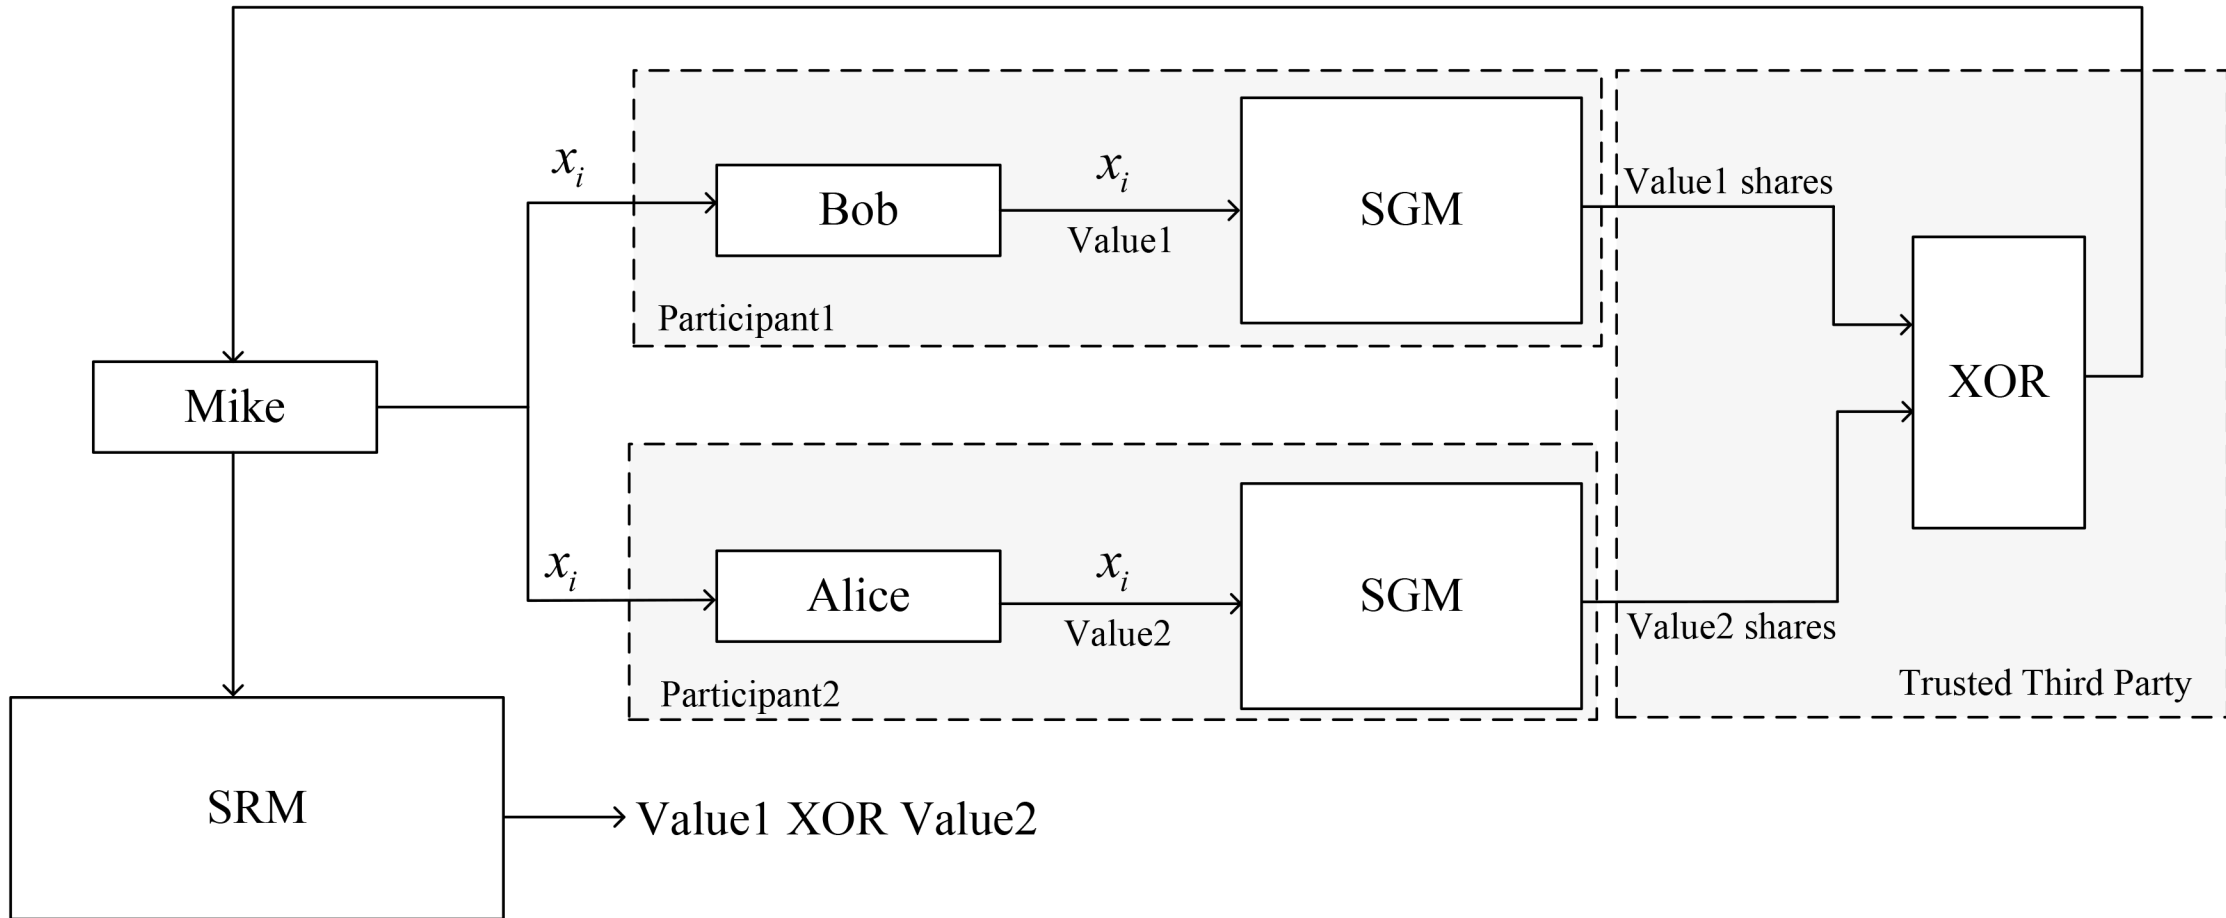 x_i
Bob
x_i
Value1
SGM
Value1 shares
Participant1
XOR
Mike
x_i
Alice
x_i
Value2
SGM
Value2 shares
Participant2
Trusted Third Party
SRM
Value1 XOR Value2